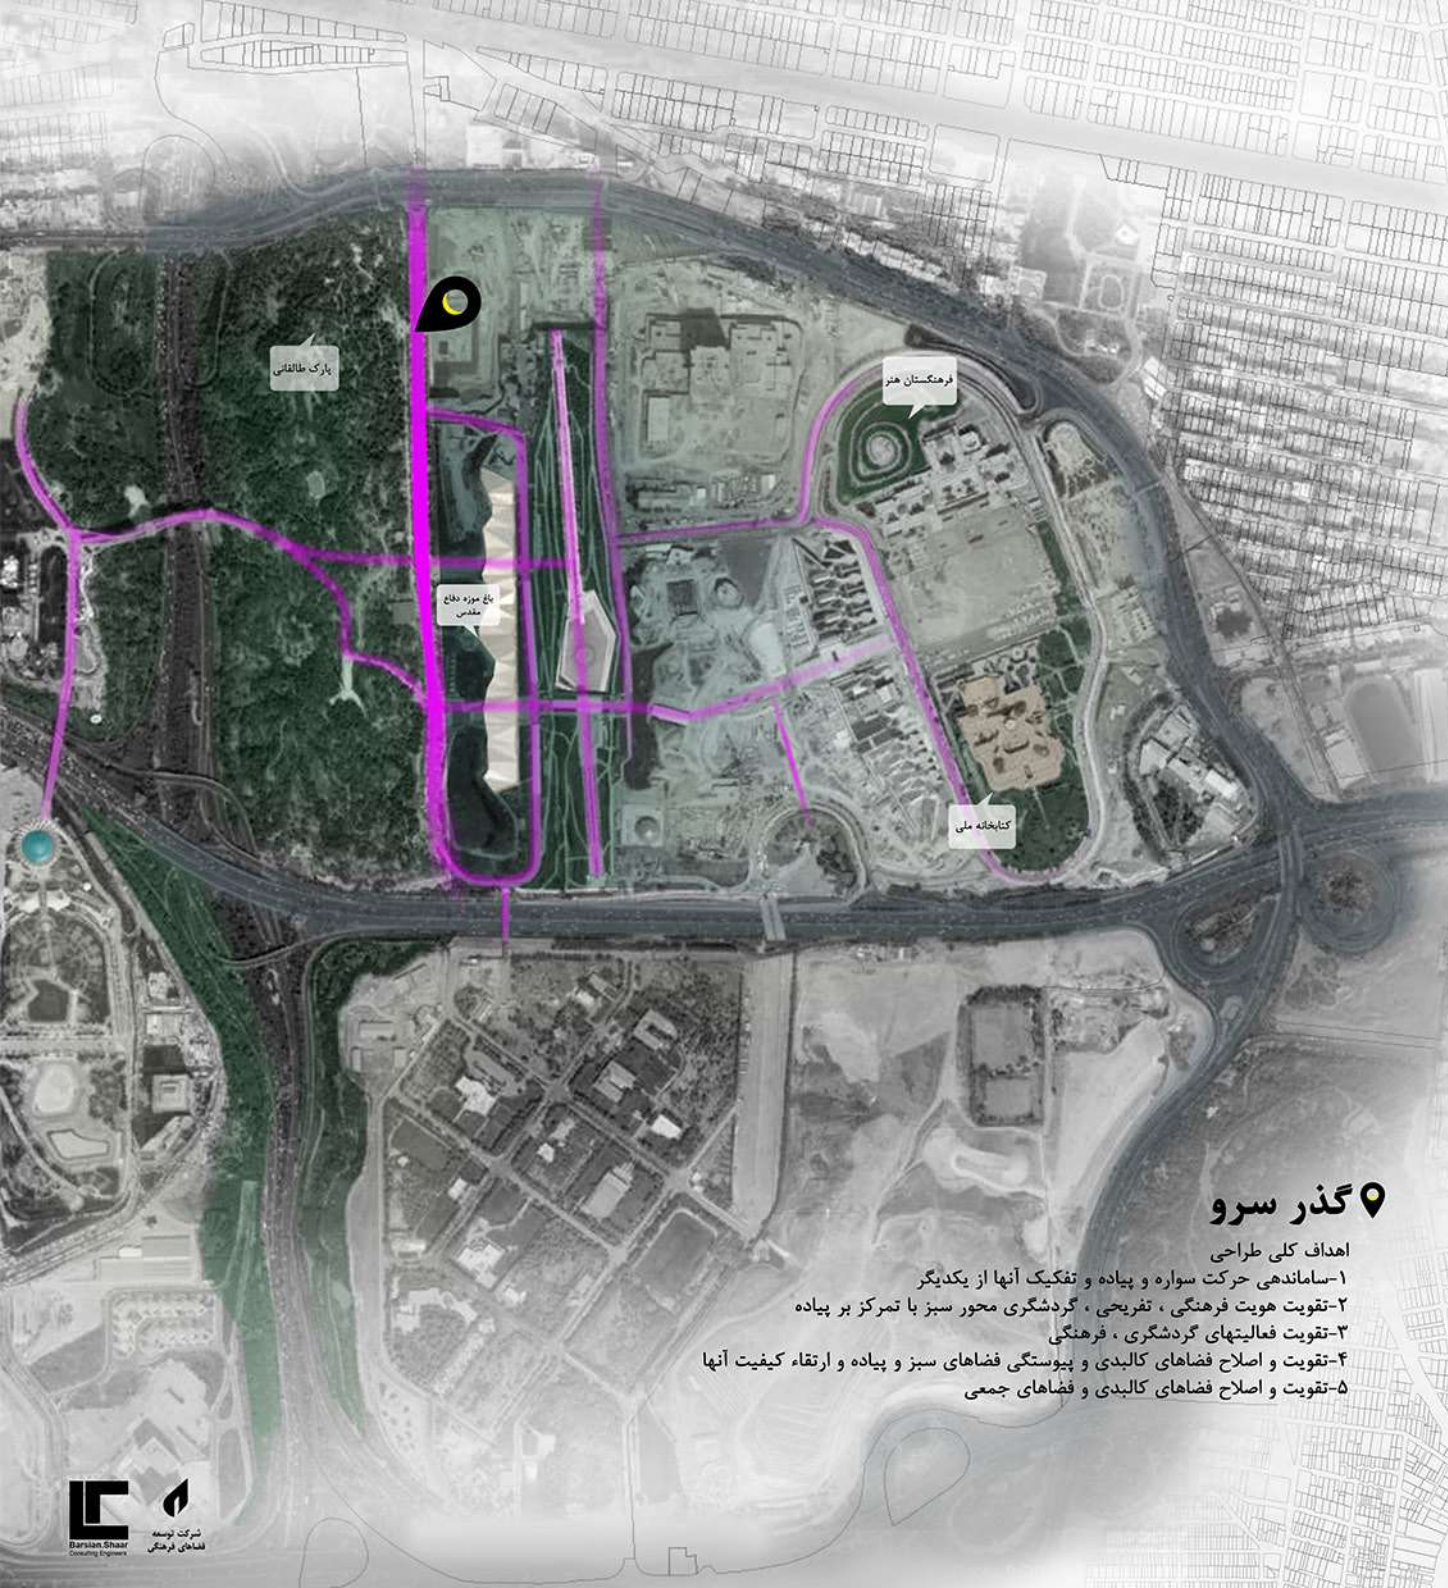 پارک طالقانی
فرهنگستان هنر
باغ موزه دفاع
مقدس
کتابخانه ملی
گذر سرو
اهداف کلی طراحی
۱-ساماندهی حرکت سواره و پیاده و تفکیک آنها از یکدیگر
۲-تقویت هویت فرهنگی ، تفریحی ، گردشگری محور سبز با تمرکز بر پیاده
۳-تقویت فعالیتهای گردشگری ، فرهنگی
۴-تقویت و اصلاح فضاهای کالبدی و پیوستگی فضاهای سبز و پیاده و ارتقاء کیفیت آنها
۵-تقویت و اصلاح فضاهای کالبدی و فضاهای جمعی
شرکت توسعه
فضاهای فرهنگی
Barsian.Shaar
Consulting Engineers